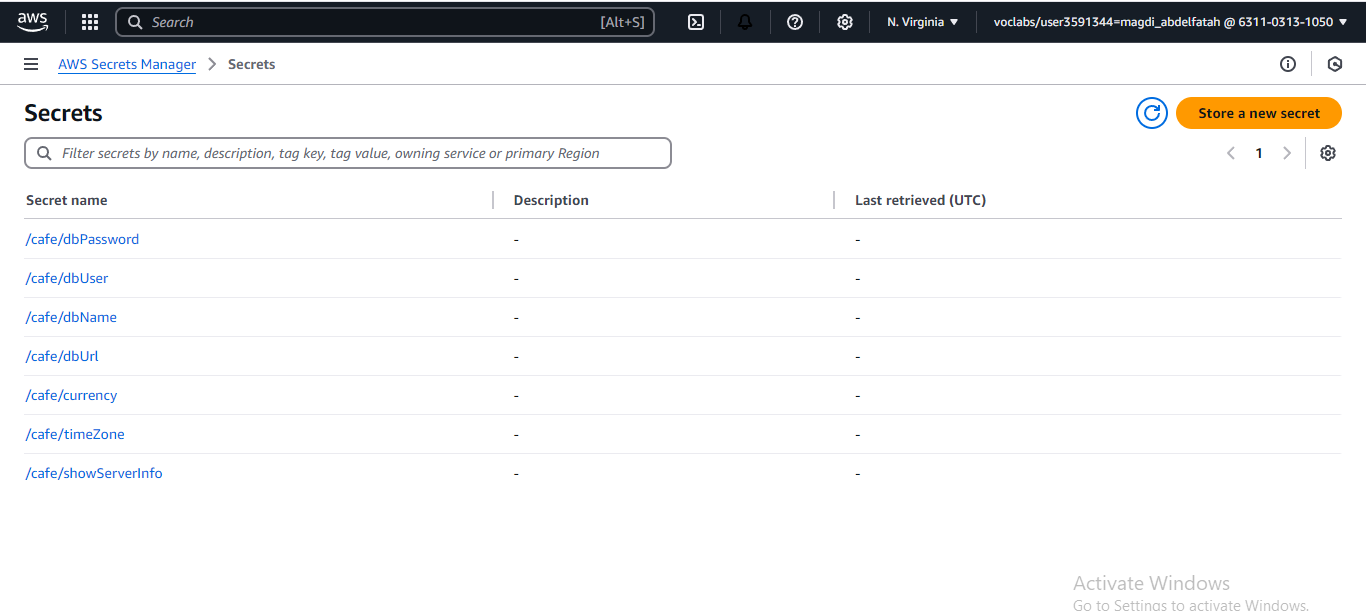 aws Search [Alt+S] N. Virginia voclabs/user3591344=magdi_abdelfatah @ 6311-0313-1050
AWS Secrets Manager Secrets
Secrets
Store a new secret
Filter secrets by name, description, tag key, tag value, owning service or primary Region
1
Secret name Description Last retrieved (UTC)
/cafe/dbPassword - -
/cafe/dbUser - -
/cafe/dbName - -
/cafe/dbUrl - -
/cafe/currency - -
/cafe/timeZone - -
/cafe/showServerInfo - -
Activate Windows
Go to Settings to activate Windows.